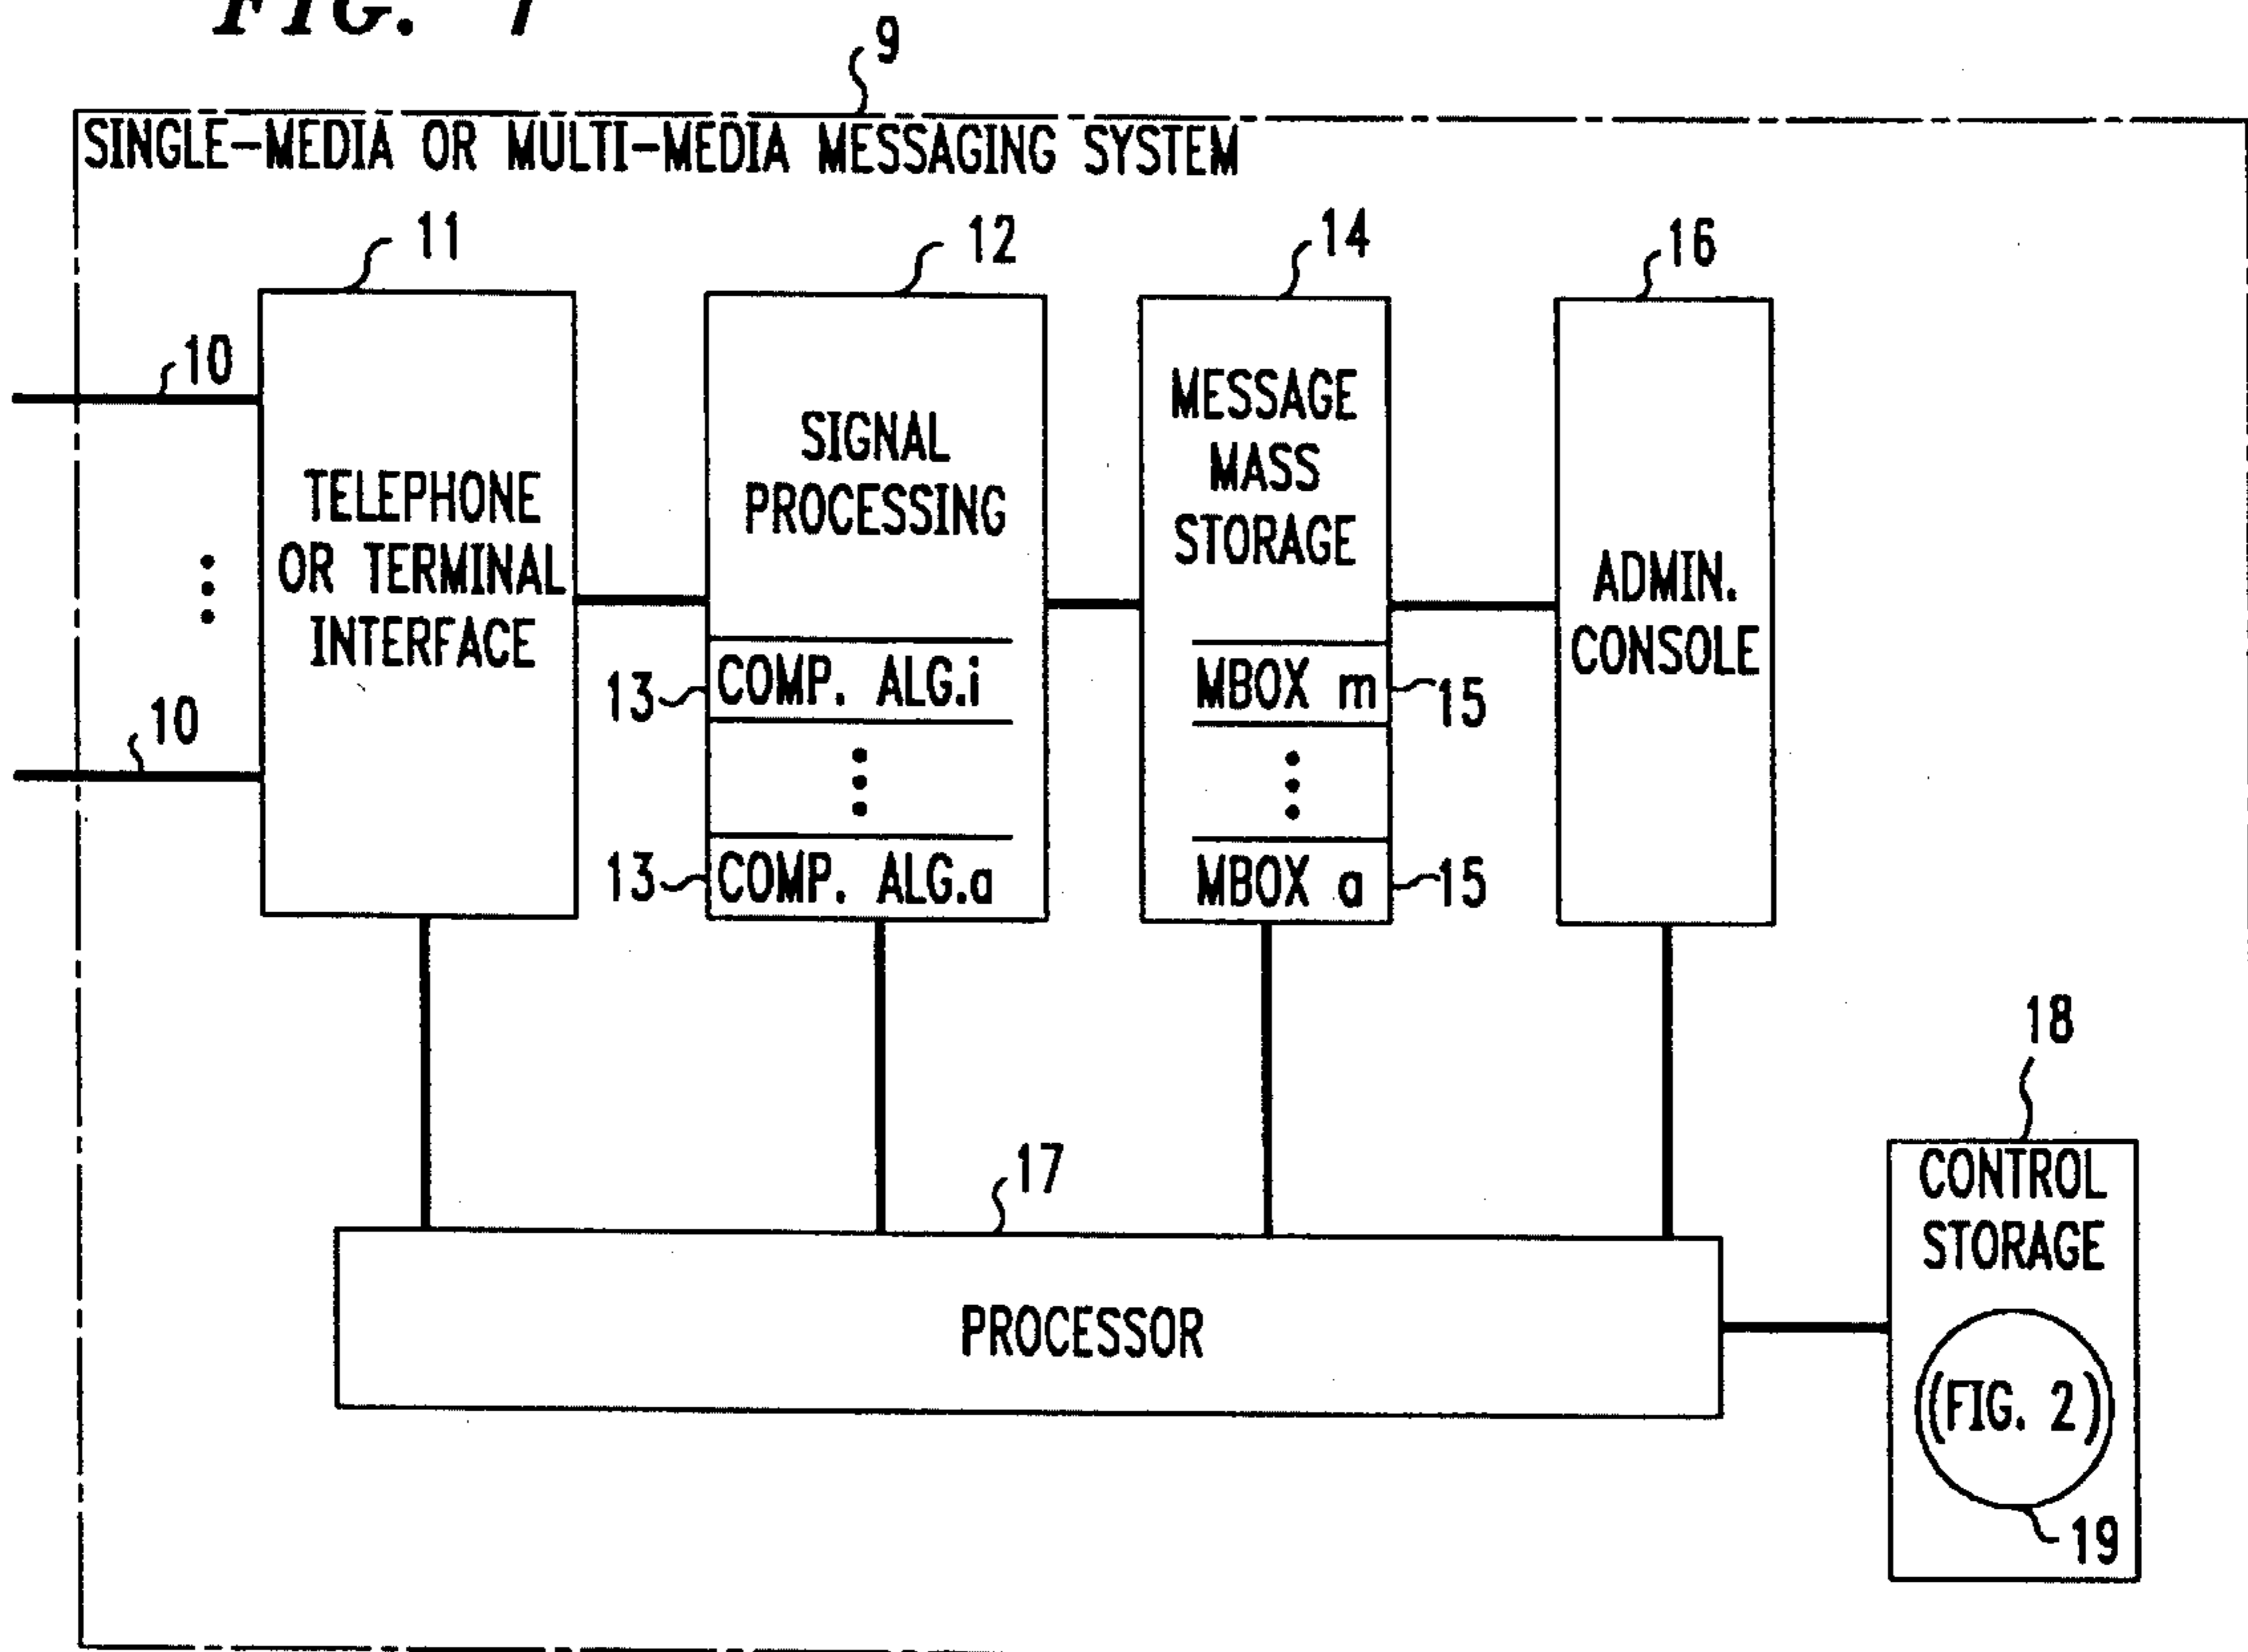 FIG. 1
9
SINGLE-MEDIA OR MULTI-MEDIA MESSAGING SYSTEM
11
12
14
16
10
10
TELEPHONE
OR TERMINAL
INTERFACE
SIGNAL
PROCESSING
13
COMP. ALG.i
13
COMP. ALG.a
MESSAGE
MASS
STORAGE
MBOX m
15
MBOX a
15
ADMIN.
CONSOLE
17
PROCESSOR
18
CONTROL
STORAGE
(FIG. 2)
19